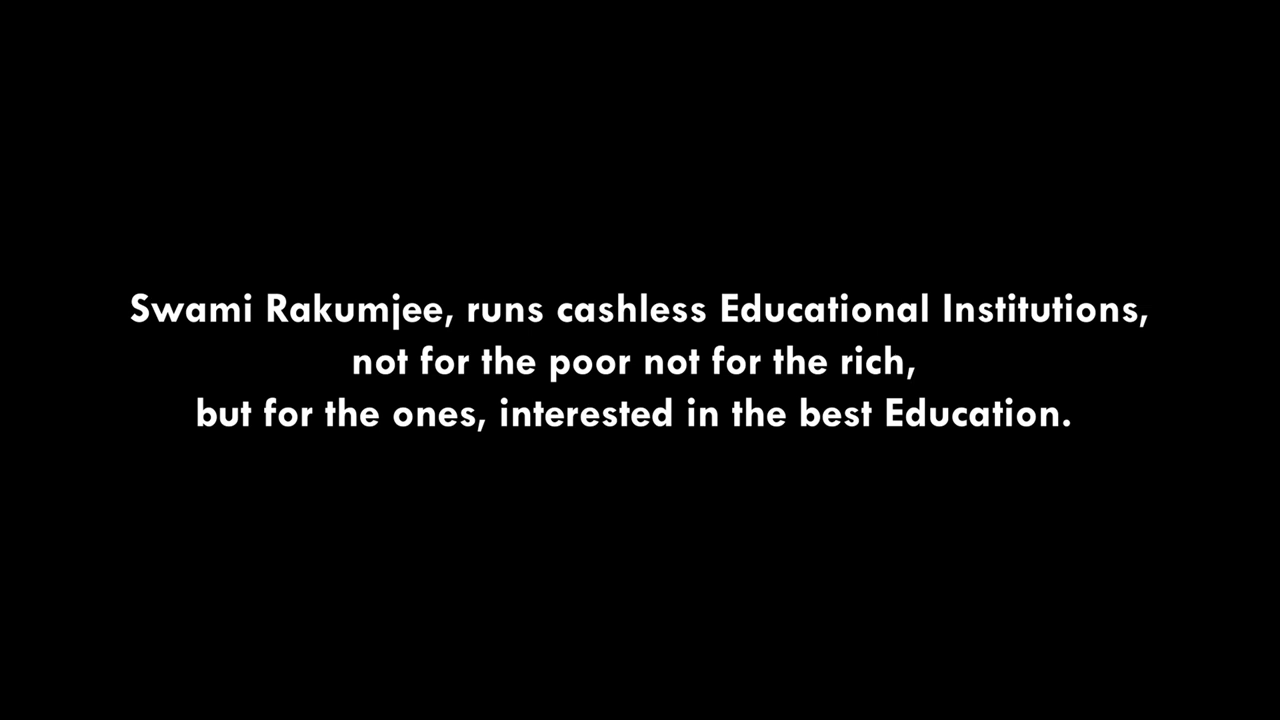 Swami Rakumjee, runs cashless Educational Institutions,
not for the poor not for the rich,
but for the ones, interested in the best Education.